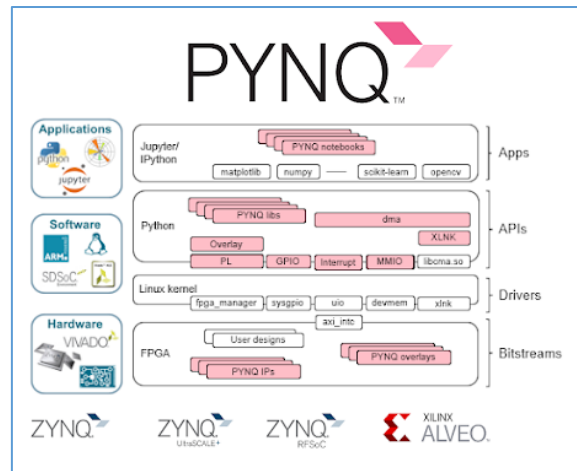 PYNQ™
Applications
python
jupyter
Software
ARM
SDSoC
Hardware
VIVADO
Jupyter/
IPython
PYNQ notebooks
matplotlib numpy scikit-learn opencv
Apps
Python
PYNQ libs
dma
Overlay
XLNK
PL GPIO Interrupt MMIO libcma.so
APIs
Linux kernel
fpga_manager sysgpio uio devmem xlnk
Drivers
axi_intc
FPGA
User designs
PYNQ IPs
PYNQ overlays
Bitstreams
ZYNQ
ZYNQ
UltraSCALE+
ZYNQ
RFSoC
XILINX
ALVEO